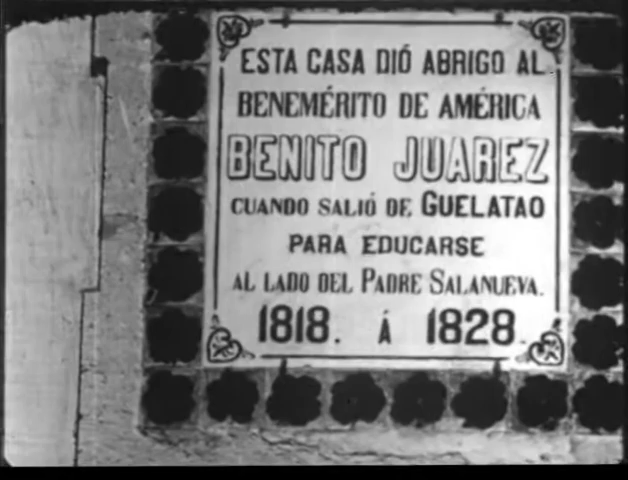 ESTA CASA DIÓ ABRIGO AL
BENEMÉRITO DE AMÉRICA
BENITO JUAREZ
CUANDO SALIÓ DE GUELATAO
PARA EDUCARSE
AL LADO DEL PADRE SALANUEVA.
1818. Á 1828.